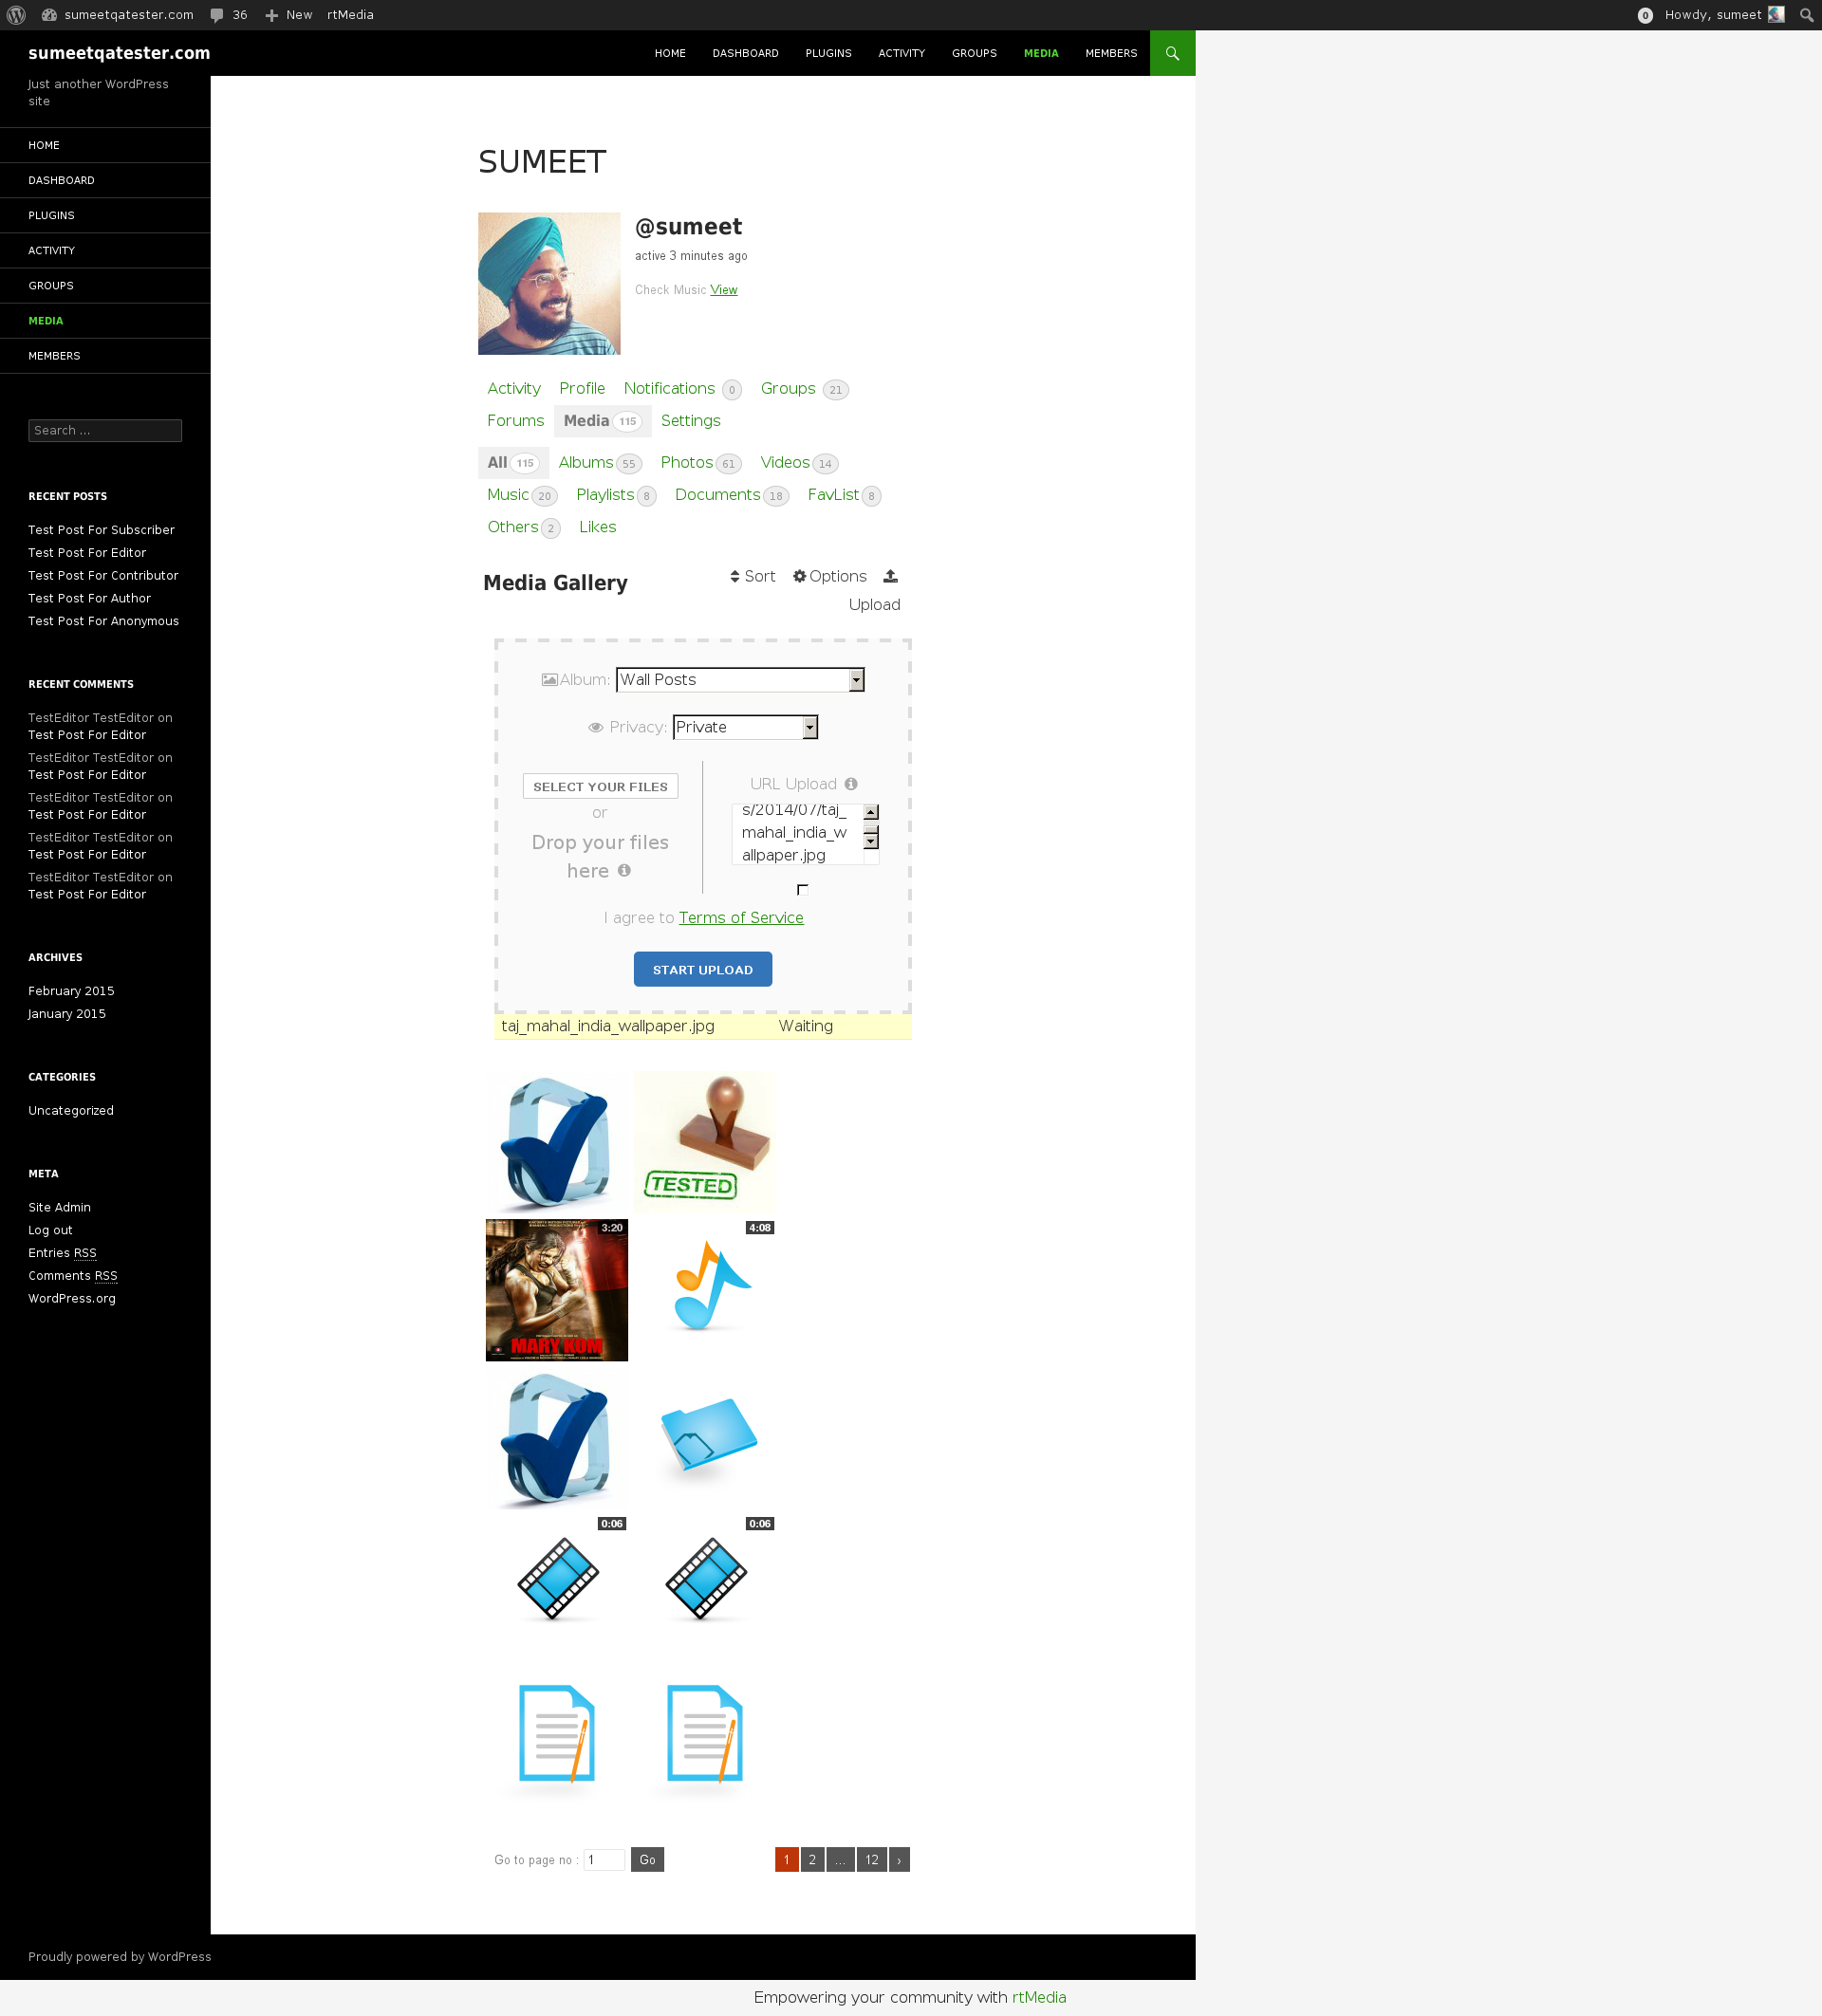 sumeetqatester.com 36 New rtMedia 0 Howdy, sumeet
sumeetqatester.com HOME DASHBOARD PLUGINS ACTIVITY GROUPS MEDIA MEMBERS
Just another WordPress
site
HOME
DASHBOARD
PLUGINS
ACTIVITY
GROUPS
MEDIA
MEMBERS
Search ...
RECENT POSTS
Test Post For Subscriber
Test Post For Editor
Test Post For Contributor
Test Post For Author
Test Post For Anonymous
RECENT COMMENTS
TestEditor TestEditor on
Test Post For Editor
TestEditor TestEditor on
Test Post For Editor
TestEditor TestEditor on
Test Post For Editor
TestEditor TestEditor on
Test Post For Editor
TestEditor TestEditor on
Test Post For Editor
ARCHIVES
February 2015
January 2015
CATEGORIES
Uncategorized
META
Site Admin
Log out
Entries RSS
Comments RSS
WordPress.org
SUMEET
@sumeet
active 3 minutes ago
Check Music View
Activity Profile Notifications 0 Groups 21
Forums Media 115 Settings
All 115 Albums 55 Photos 61 Videos 14
Music 20 Playlists 8 Documents 18 FavList 8
Others 2 Likes
Media Gallery Sort Options
Upload
Album: Wall Posts
Privacy: Private
SELECT YOUR FILES
or
Drop your files
here
URL Upload
s/2014/07/taj_
mahal_india_w
allpaper.jpg
I agree to Terms of Service
START UPLOAD
taj_mahal_india_wallpaper.jpg Waiting
TESTED
3:20 4:08
MARY KOM
0:06 0:06
Go to page no : 1 Go 1 2 ... 12 ›
Proudly powered by WordPress
Empowering your community with rtMedia